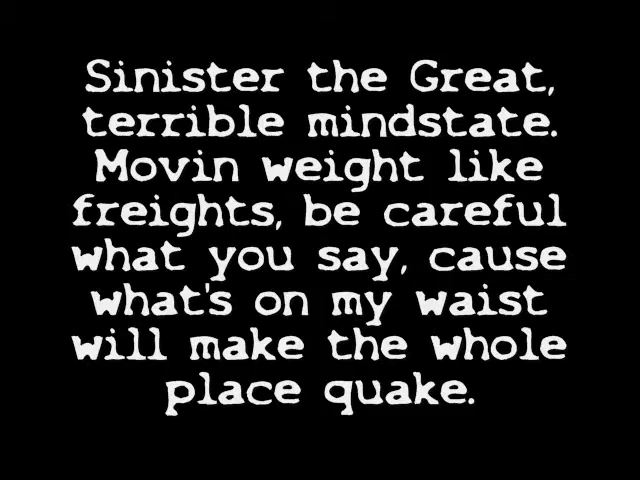 Sinister the Great,
terrible mindstate.
Movin weight like
freights, be careful
what you say, cause
what's on my waist
will make the whole
place quake.